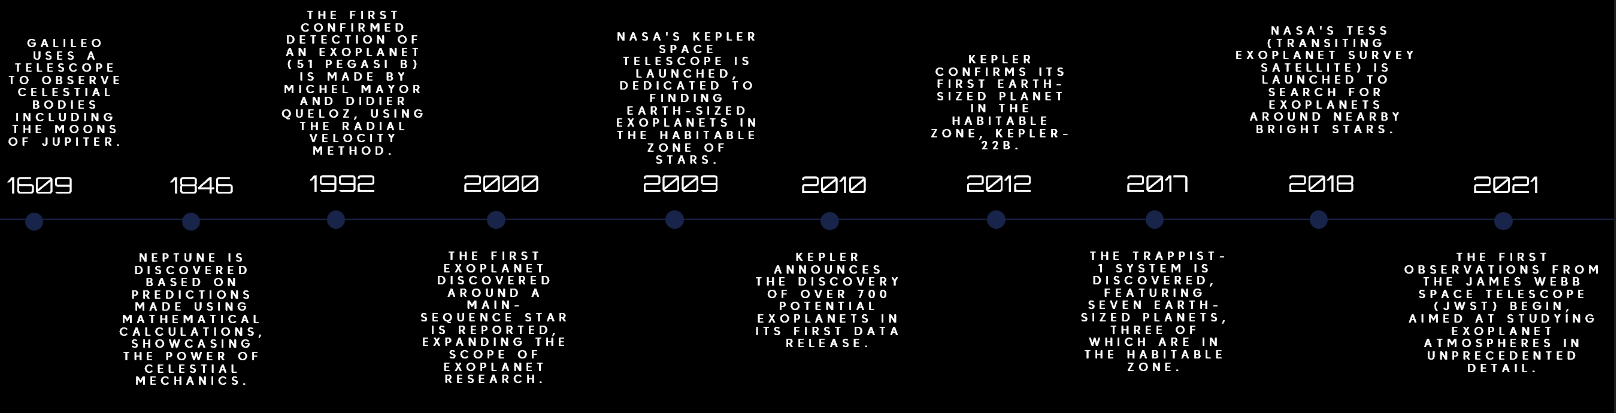 GALILEO
USES A
TELESCOPE
TO OBSERVE
CELESTIAL
BODIES
INCLUDING
THE MOONS
OF JUPITER.
1609
1846
NEPTUNE IS
DISCOVERED
BASED ON
PREDICTIONS
MADE USING
MATHEMATICAL
CALCULATIONS,
SHOWCASING
THE POWER OF
CELESTIAL
MECHANICS.
THE FIRST
CONFIRMED
DETECTION OF
AN EXOPLANET
(51 PEGASI B)
IS MADE BY
MICHEL MAYOR
AND DIDIER
QUELOZ, USING
THE RADIAL
VELOCITY
METHOD.
1992
2000
THE FIRST
EXOPLANET
DISCOVERED
AROUND A
MAIN-
SEQUENCE STAR
IS REPORTED,
EXPANDING THE
SCOPE OF
EXOPLANET
RESEARCH.
NASA'S KEPLER
SPACE
TELESCOPE IS
LAUNCHED,
DEDICATED TO
FINDING
EARTH-SIZED
EXOPLANETS IN
THE HABITABLE
ZONE OF
STARS.
2009
2010
KEPLER
ANNOUNCES
THE DISCOVERY
OF OVER 700
POTENTIAL
EXOPLANETS IN
ITS FIRST DATA
RELEASE.
KEPLER
CONFIRMS ITS
FIRST EARTH-
SIZED PLANET
IN THE
HABITABLE
ZONE, KEPLER-
22B.
2012
2017
THE TRAPPIST-
1 SYSTEM IS
DISCOVERED,
FEATURING
SEVEN EARTH-
SIZED PLANETS,
THREE OF
WHICH ARE IN
THE HABITABLE
ZONE.
NASA'S TESS
(TRANSITING
EXOPLANET SURVEY
SATELLITE) IS
LAUNCHED TO
SEARCH FOR
EXOPLANETS
AROUND NEARBY
BRIGHT STARS.
2018
2021
THE FIRST
OBSERVATIONS FROM
THE JAMES WEBB
SPACE TELESCOPE
(JWST) BEGIN,
AIMED AT STUDYING
EXOPLANET
ATMOSPHERES IN
UNPRECEDENTED
DETAIL.